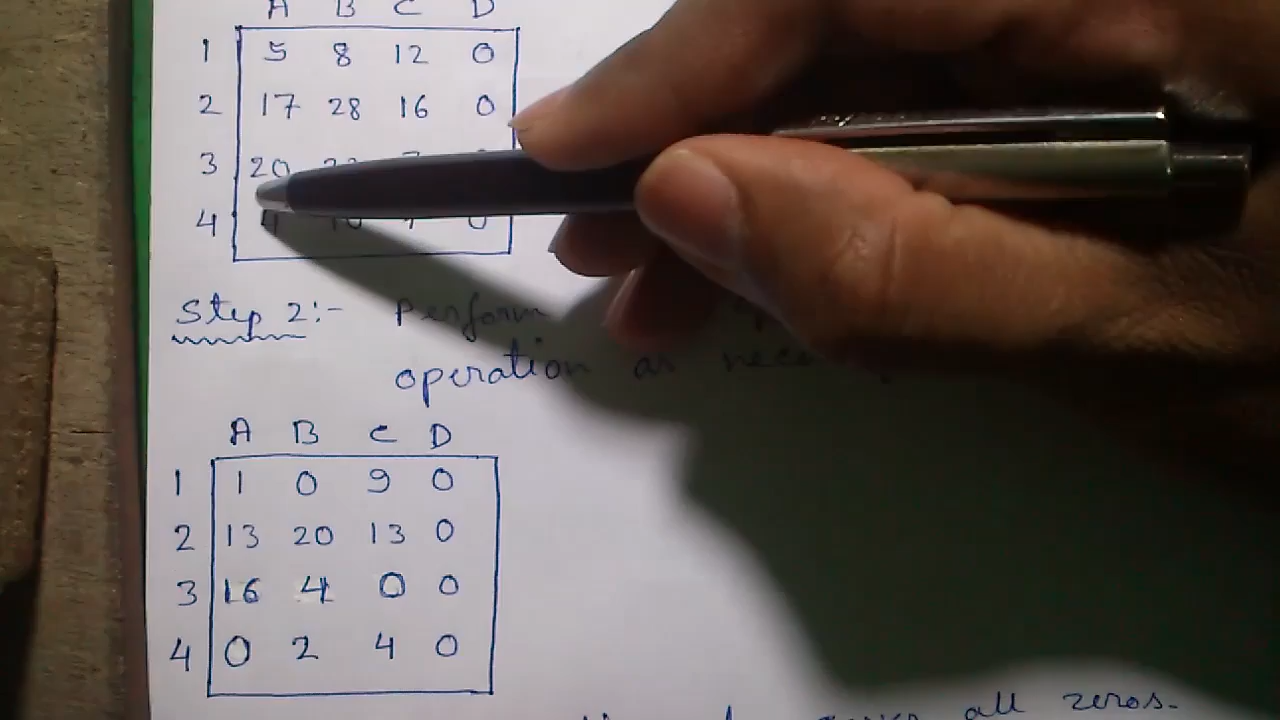 A B C D
1 5 8 12 0
2 17 28 16 0
3 20
4
Step 2:- Perform
operation as
A B C D
1 1 0 9 0
2 13 20 13 0
3 16 4 0 0
4 0 2 4 0
all zeros.